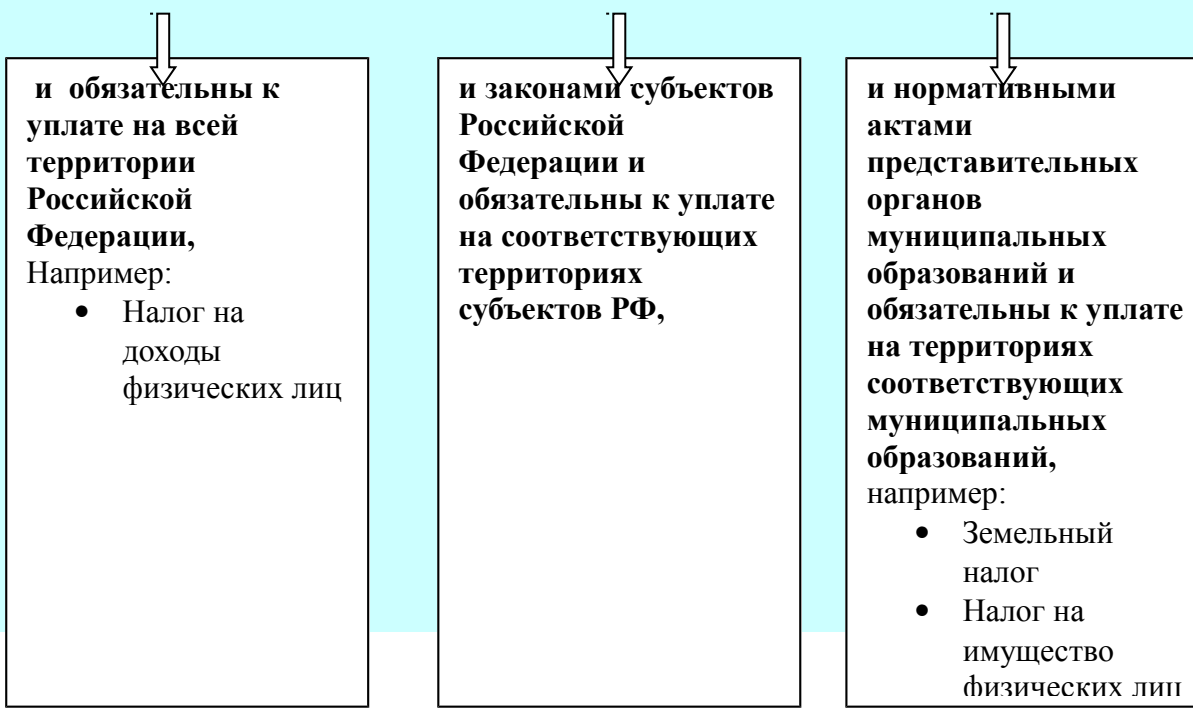 и обязательны к
уплате на всей
территории
Российской
Федерации,
Например:
• Налог на
доходы
физических лиц
и законами субъектов
Российской
Федерации и
обязательны к уплате
на соответствующих
территориях
субъектов РФ,
и нормативными
актами
представительных
органов
муниципальных
образований и
обязательны к уплате
на территориях
соответствующих
муниципальных
образований,
например:
• Земельный
налог
• Налог на
имущество
физических лиц